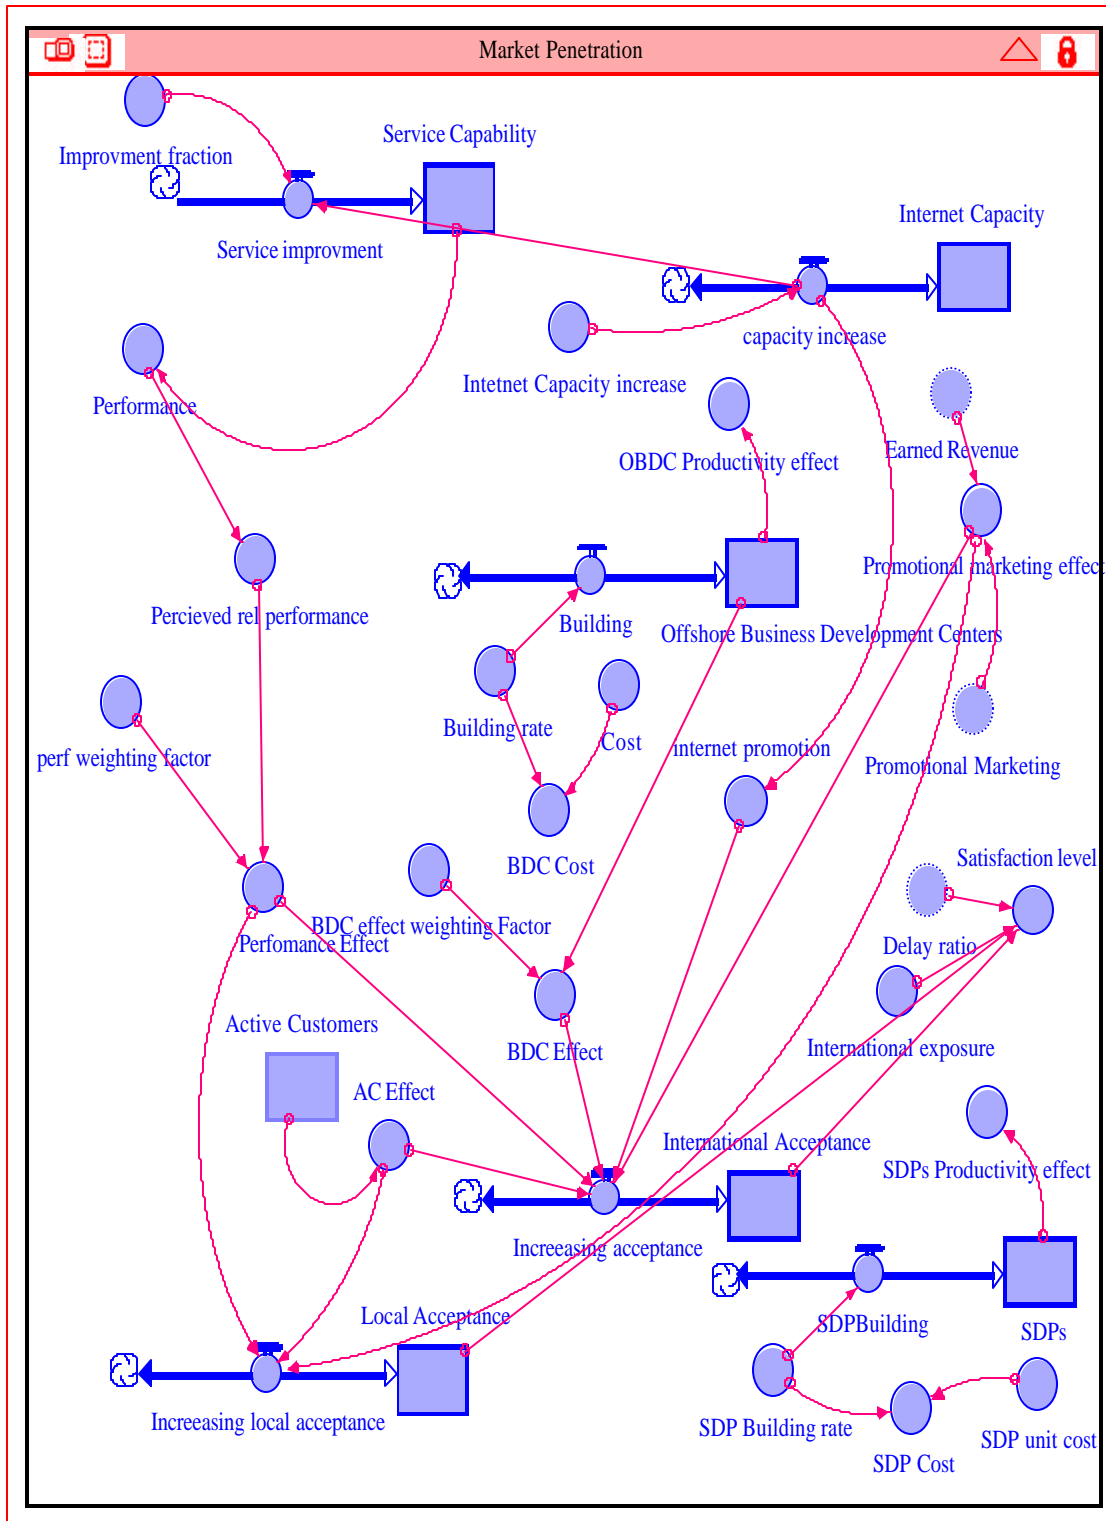 Market Penetration
Service Capability
Improvment fraction
Internet Capacity
Service improvment
capacity increase
Intetnet Capacity increase
Performance
Earned Revenue
OBDC Productivity effect
Promotional marketing effect
Percieved rel performance
Building
Offshore Business Development Centers
Building rate
Cost
internet promotion
perf weighting factor
Promotional Marketing
BDC Cost
Satisfaction level
BDC effect weighting Factor
Perfomance Effect
Delay ratio
Active Customers
BDC Effect
International exposure
AC Effect
International Acceptance
SDPs Productivity effect
Increeasing acceptance
Local Acceptance
SDPBuilding
SDPs
Increeasing local acceptance
SDP Building rate
SDP unit cost
SDP Cost